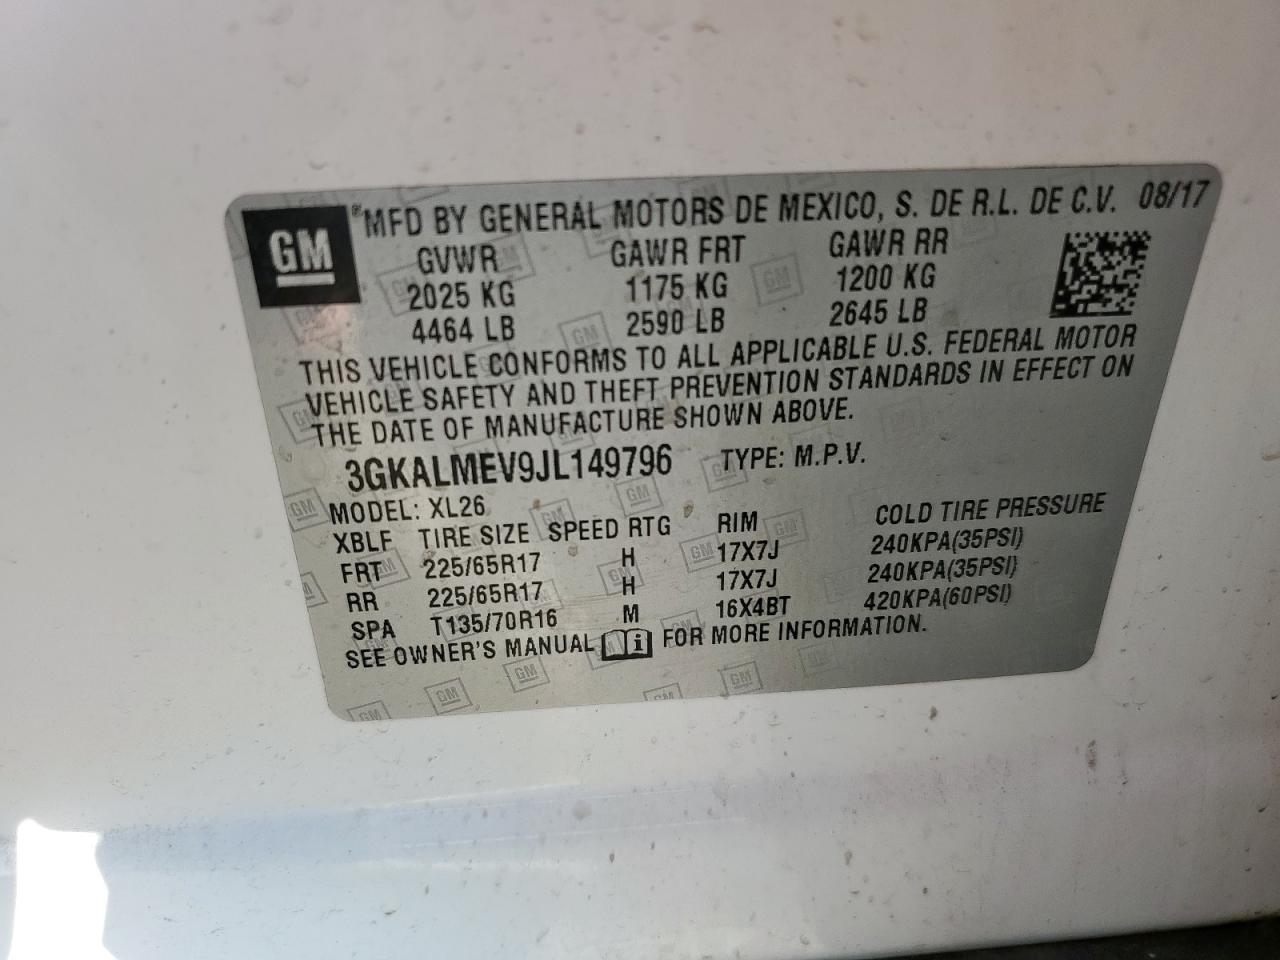 GM ®MFD BY GENERAL MOTORS DE MEXICO, S. DE R.L. DE C.V. 08/17
GVWR GAWR FRT GAWR RR
2025 KG 1175 KG 1200 KG
4464 LB 2590 LB 2645 LB
THIS VEHICLE CONFORMS TO ALL APPLICABLE U.S. FEDERAL MOTOR
VEHICLE SAFETY AND THEFT PREVENTION STANDARDS IN EFFECT ON
THE DATE OF MANUFACTURE SHOWN ABOVE.
3GKALMEV9JL149796 TYPE: M.P.V.
MODEL: XL26
XBLF TIRE SIZE SPEED RTG RIM COLD TIRE PRESSURE
FRT 225/65R17 H 17X7J 240KPA(35PSI)
RR 225/65R17 H 17X7J 240KPA(35PSI)
SPA T135/70R16 M 16X4BT 420KPA(60PSI)
SEE OWNER'S MANUAL FOR MORE INFORMATION.